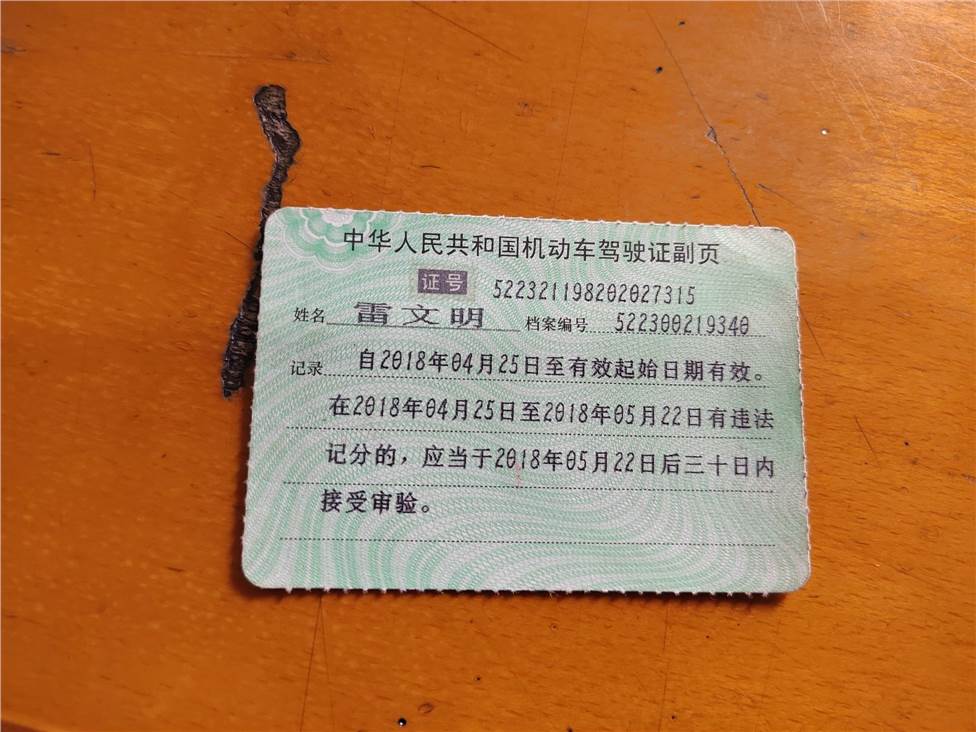 中华人民共和国机动车驾驶证副页
证号 522321198202027315
姓名 雷文明 档案编号 522300219340
记录 自2018年04月25日至有效起始日期有效。
在2018年04月25日至2018年05月22日有违法
记分的，应当于2018年05月22日后三十日内
接受审验。